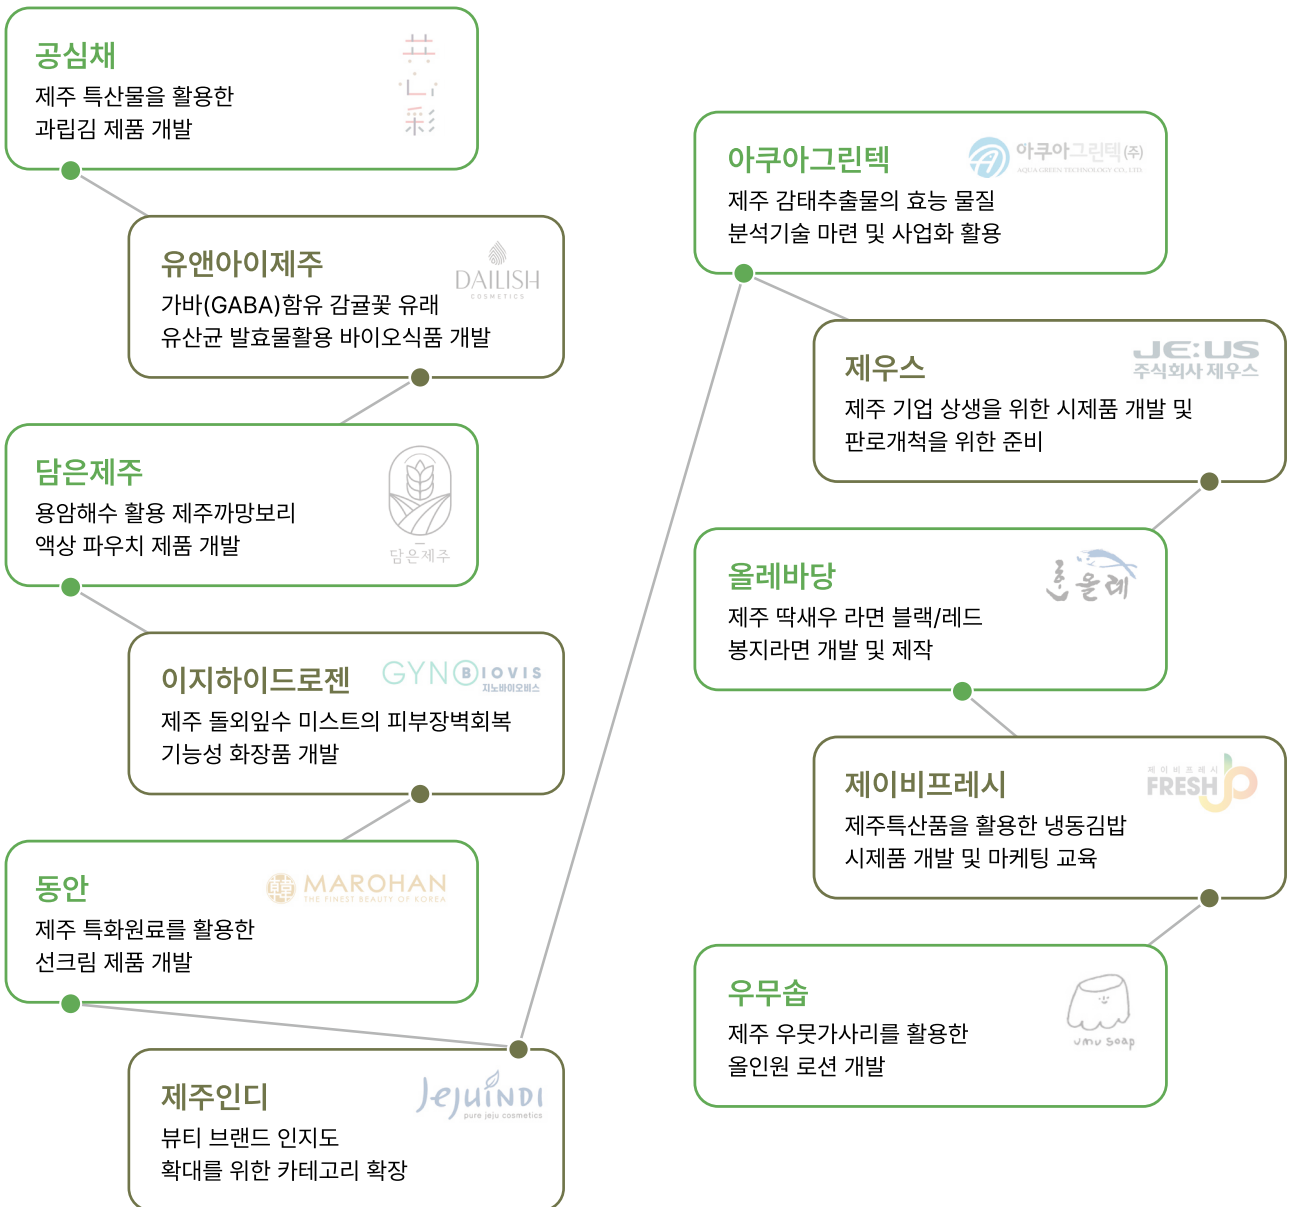 공심채
共心彩
제주 특산물을 활용한
과립김 제품 개발
유앤아이제주
DAILISH
COSMETICS
가바(GABA)함유 감귤꽃 유래
유산균 발효물활용 바이오식품 개발
담은제주
용암해수 활용 제주까망보리
액상 파우치 제품 개발
담은제주
이지하이드로젠
GYNOBIOVIS
지노바이오비스
제주 돌외잎수 미스트의 피부장벽회복
기능성 화장품 개발
동안
韓 MAROHAN
THE FINEST BEAUTY OF KOREA
제주 특화원료를 활용한
선크림 제품 개발
제주인디
JejuiNDI
pure jeju cosmetics
뷰티 브랜드 인지도
확대를 위한 카테고리 확장
아쿠아그린텍
아쿠아그린텍(주)
AQUA GREEN TECHNOLOGY CO., LTD.
제주 감태추출물의 효능 물질
분석기술 마련 및 사업화 활용
제우스
JE:US
주식회사 제우스
제주 기업 상생을 위한 시제품 개발 및
판로개척을 위한 준비
올레바당
올레
제주 딱새우 라면 블랙/레드
봉지라면 개발 및 제작
제이비프레시
제이비프레시
FRESH
제주특산품을 활용한 냉동김밥
시제품 개발 및 마케팅 교육
우무솝
제주 우뭇가사리를 활용한
올인원 로션 개발
umu soap